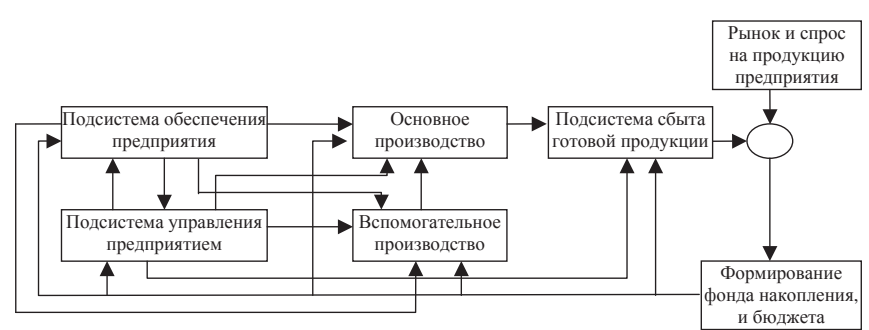 Рынок и спрос
на продукцию
предприятия
Подсистема обеспечения
предприятия
Основное
производство
Подсистема сбыта
готовой продукции
Подсистема управления
предприятием
Вспомогательное
производство
Формирование
фонда накопления,
и бюджета